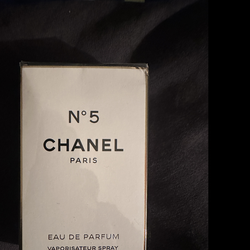 N°5
CHANEL
PARIS
EAU DE PARFUM
VAPORISATEUR SPRAY